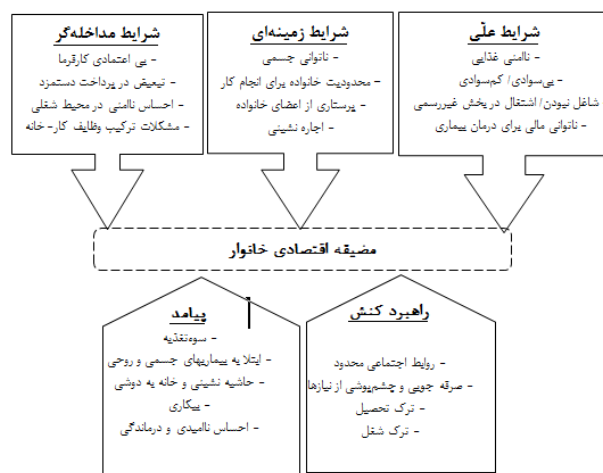 شرایط علّی
- ناامنی غذایی
- بی‌سوادی/ کم‌سوادی
شاغل نبودن/ اشتغال در بخش غیررسمی
- ناتوانی مالی برای درمان بیماری
شرایط زمینه‌ای
- ناتوانی جسمی
- محدودیت خانواده برای انجام کار
- پرستاری از اعضای خانواده
- اجاره نشینی
شرایط مداخله‌گر
- بی اعتمادی کارفرما
- تبعیض در پرداخت دستمزد
- احساس ناامنی در محیط شغلی
- مشکلات ترکیب وظایف کار- خانه
مضیقه اقتصادی خانوار
راهبرد کنش
- روابط اجتماعی محدود
- صرفه جویی و چشم‌پوشی از نیازها
- ترک تحصیل
- ترک شغل
پیامد
- سوءتغذیه
- ابتلا به بیماریهای جسمی و روحی
- حاشیه نشینی و خانه به دوشی
- بیکاری
- احساس ناامیدی و درماندگی